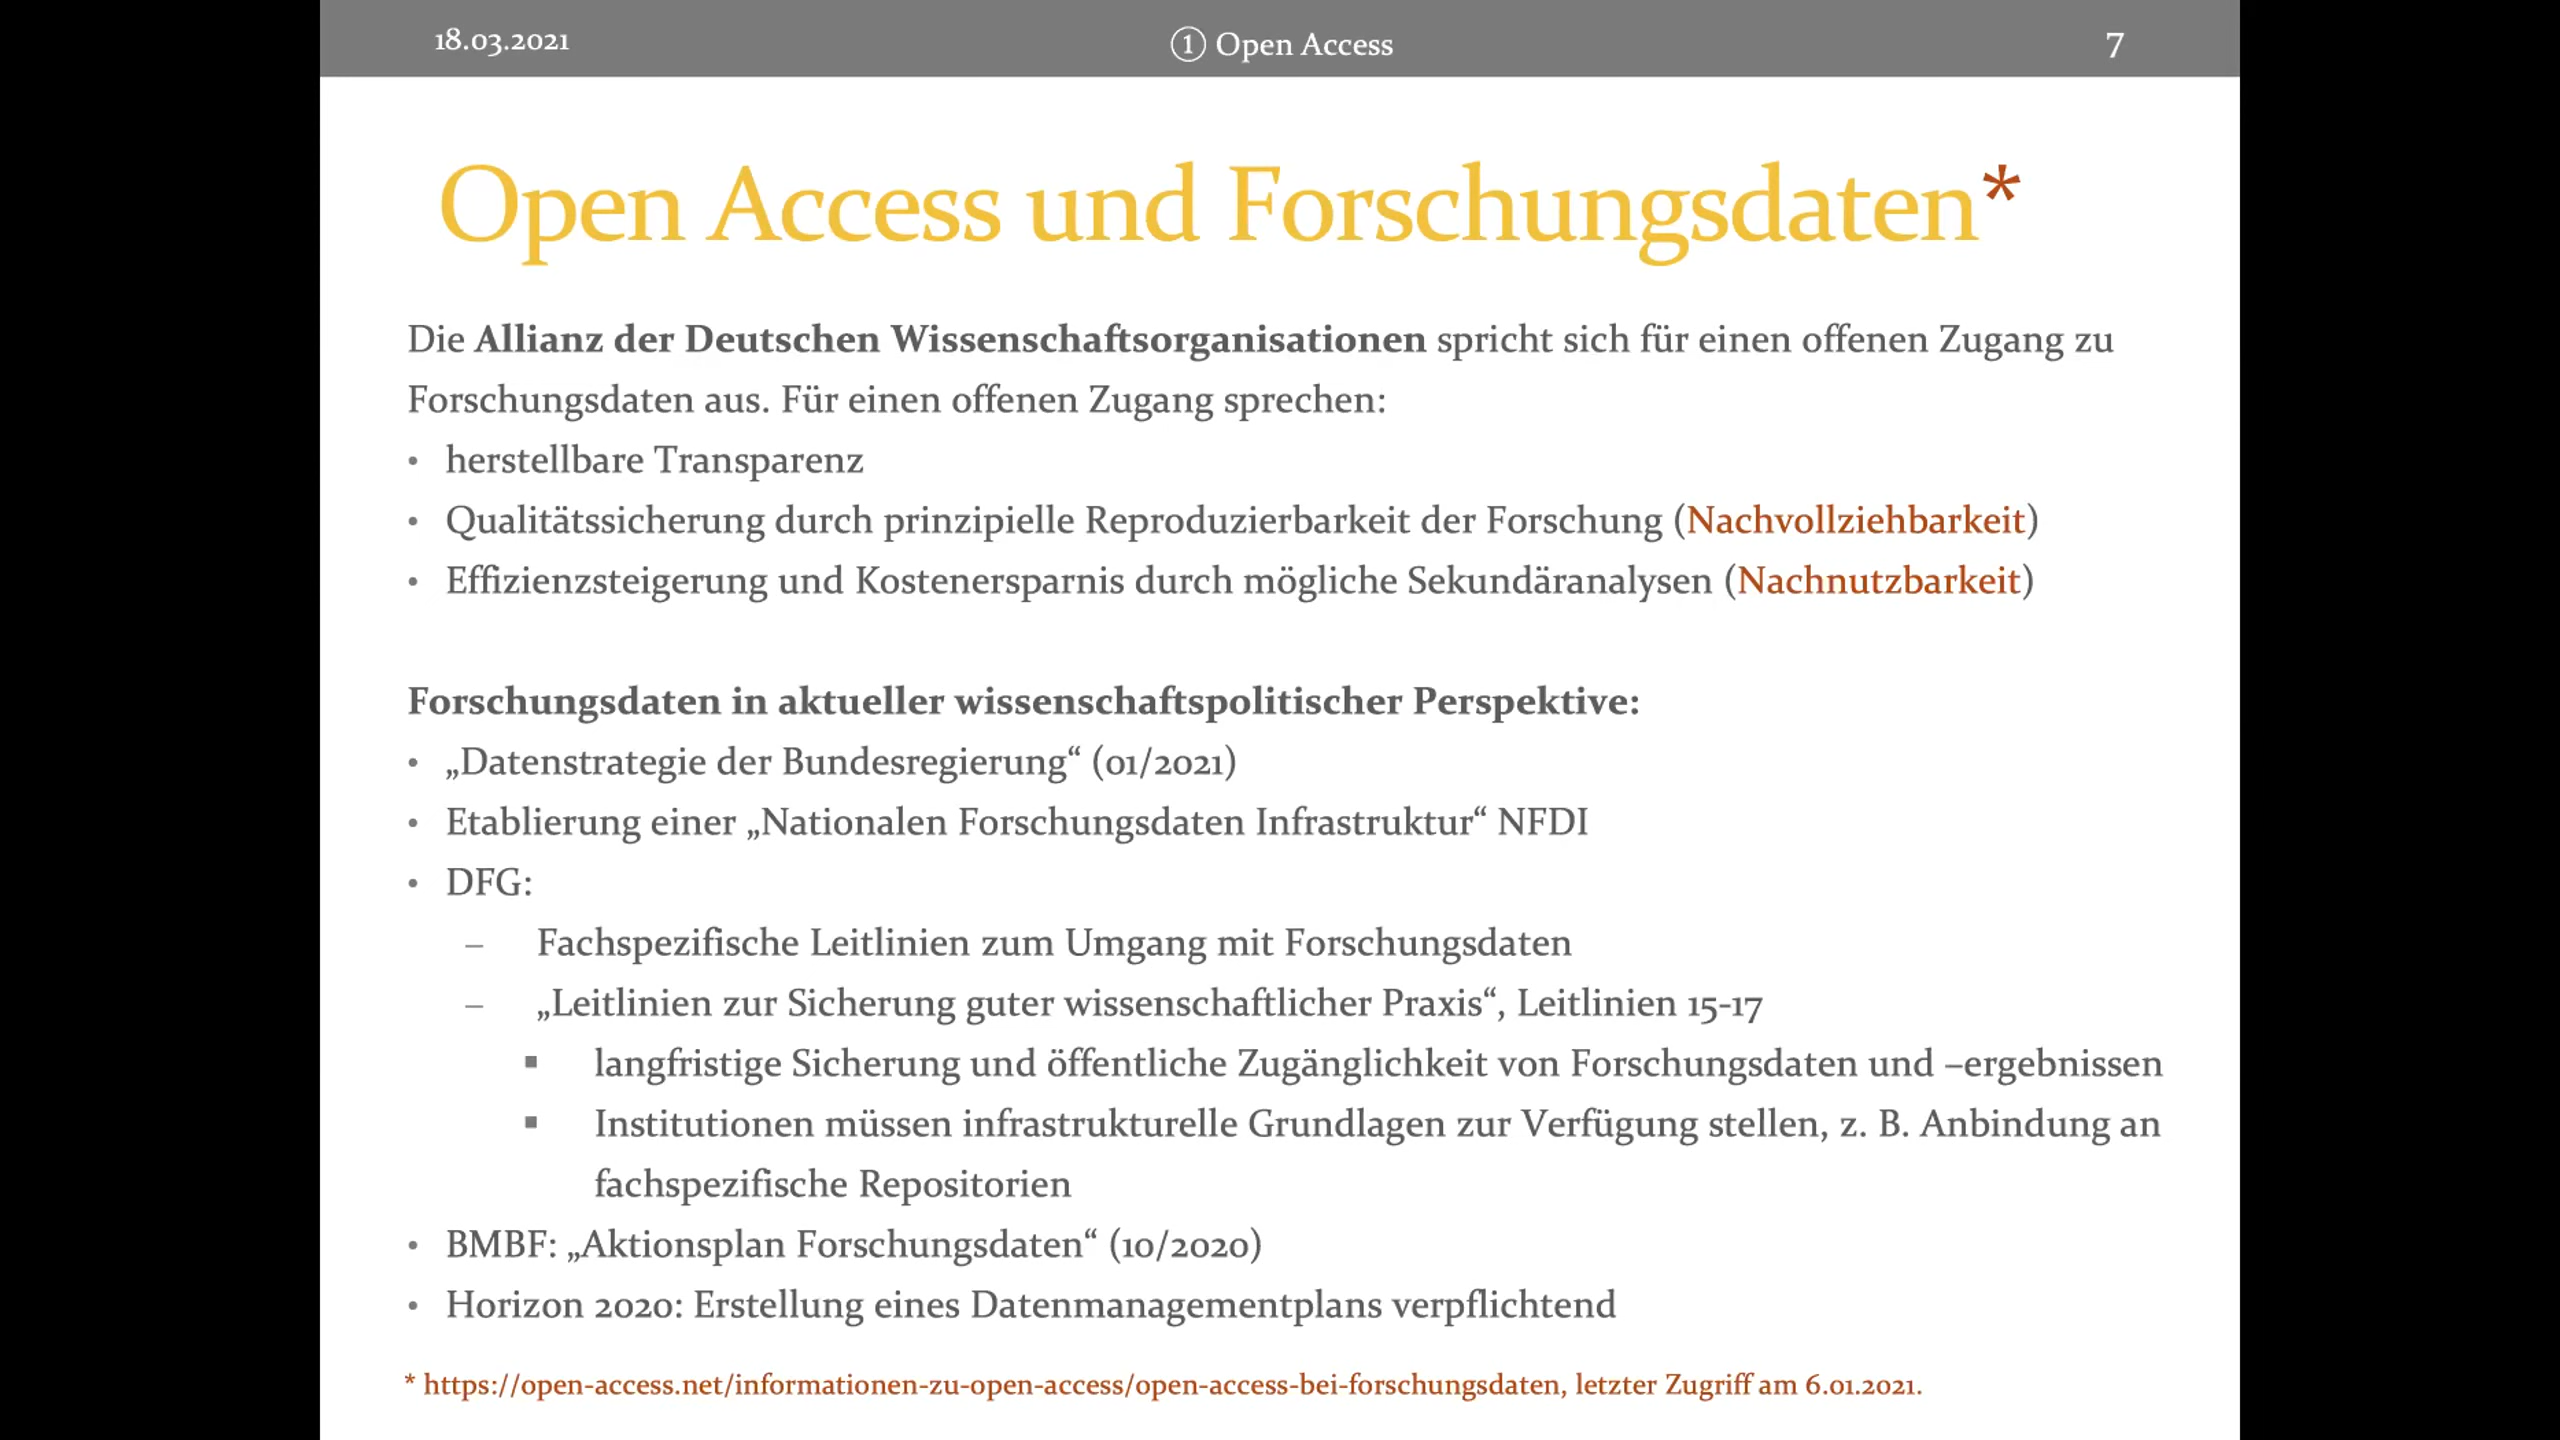 18.03.2021
① Open Access
7
Open Access und Forschungsdaten*
Die Allianz der Deutschen Wissenschaftsorganisationen spricht sich für einen offenen Zugang zu
Forschungsdaten aus. Für einen offenen Zugang sprechen:
• herstellbare Transparenz
• Qualitätssicherung durch prinzipielle Reproduzierbarkeit der Forschung (Nachvollziehbarkeit)
• Effizienzsteigerung und Kostenersparnis durch mögliche Sekundäranalysen (Nachnutzbarkeit)
Forschungsdaten in aktueller wissenschaftspolitischer Perspektive:
• „Datenstrategie der Bundesregierung“ (01/2021)
• Etablierung einer „Nationalen Forschungsdaten Infrastruktur“ NFDI
• DFG:
– Fachspezifische Leitlinien zum Umgang mit Forschungsdaten
– „Leitlinien zur Sicherung guter wissenschaftlicher Praxis“, Leitlinien 15-17
▪ langfristige Sicherung und öffentliche Zugänglichkeit von Forschungsdaten und –ergebnissen
▪ Institutionen müssen infrastrukturelle Grundlagen zur Verfügung stellen, z. B. Anbindung an
fachspezifische Repositorien
• BMBF: „Aktionsplan Forschungsdaten“ (10/2020)
• Horizon 2020: Erstellung eines Datenmanagementplans verpflichtend
* https://open-access.net/informationen-zu-open-access/open-access-bei-forschungsdaten, letzter Zugriff am 6.01.2021.